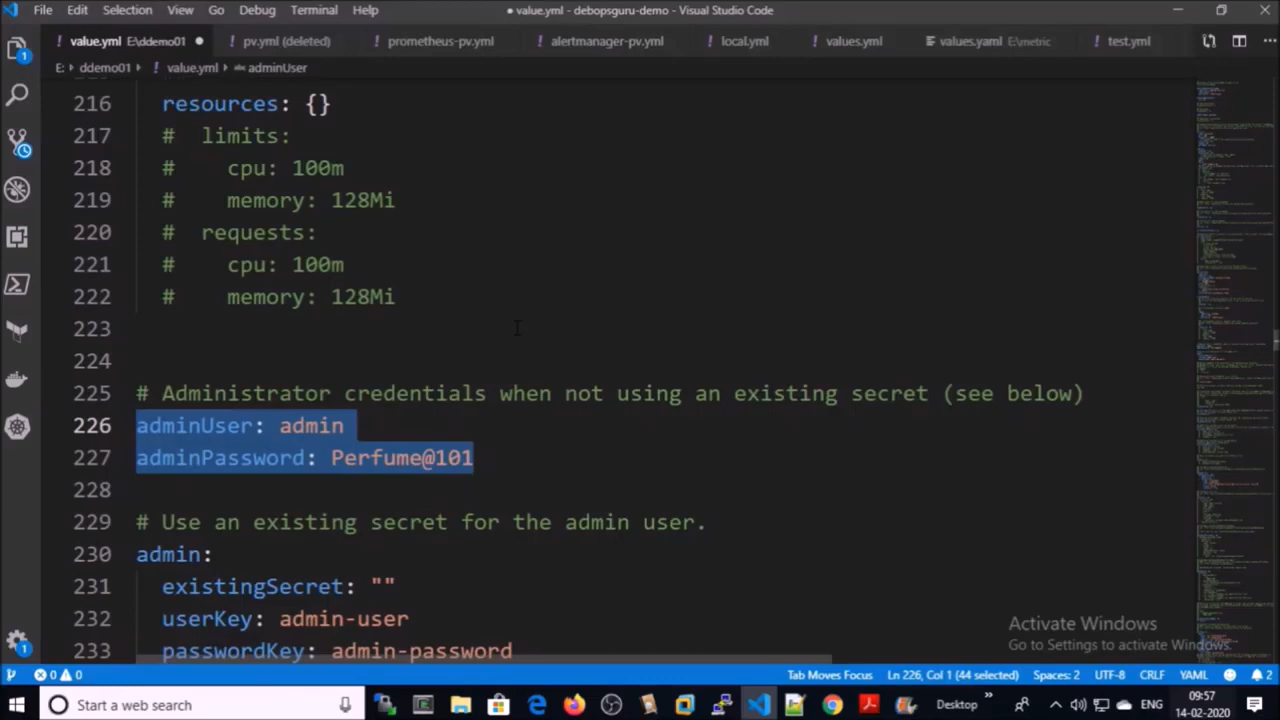 File Edit Selection View Go Debug Terminal Help
● value.yml - debopsguru-demo - Visual Studio Code
! value.yml E:\ddemo01 ●
! pv.yml (deleted)
! prometheus-pv.yml
! alertmanager-pv.yml
! local.yml
! values.yml
values.yaml E:\metric
! test.yml
E: > ddemo01 > ! value.yml > adminUser
216 resources: {}
217 # limits:
218 # cpu: 100m
219 # memory: 128Mi
220 # requests:
221 # cpu: 100m
222 # memory: 128Mi
223
224
225 # Administrator credentials when not using an existing secret (see below)
226 adminUser: admin
227 adminPassword: Perfume@101
228
229 # Use an existing secret for the admin user.
230 admin:
231 existingSecret: ""
232 userKey: admin-user
233 passwordKey: admin-password
Activate Windows
Go to Settings to activate Windows.
0 0 Tab Moves Focus Ln 226, Col 1 (44 selected) Spaces: 2 UTF-8 CRLF YAML 2
Start a web search
Desktop
ENG
09:57
14-02-2020